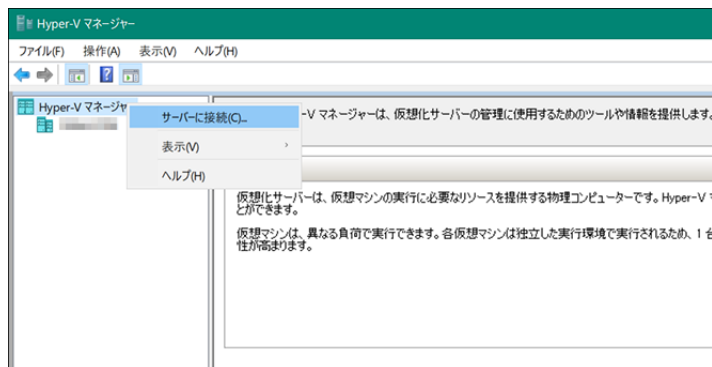 Hyper-V マネージャー
ファイル(F) 操作(A) 表示(V) ヘルプ(H)
Hyper-V マネージャ
サーバーに接続(C)...
表示(V)
ヘルプ(H)
-V マネージャーは、仮想化サーバーの管理に使用するためのツールや情報を提供します。
仮想化サーバーは、仮想マシンの実行に必要なリソースを提供する物理コンピューターです。Hyper-V
とができます。
仮想マシンは、異なる負荷で実行できます。各仮想マシンは独立した実行環境で実行されるため、1 台
性が高まります。